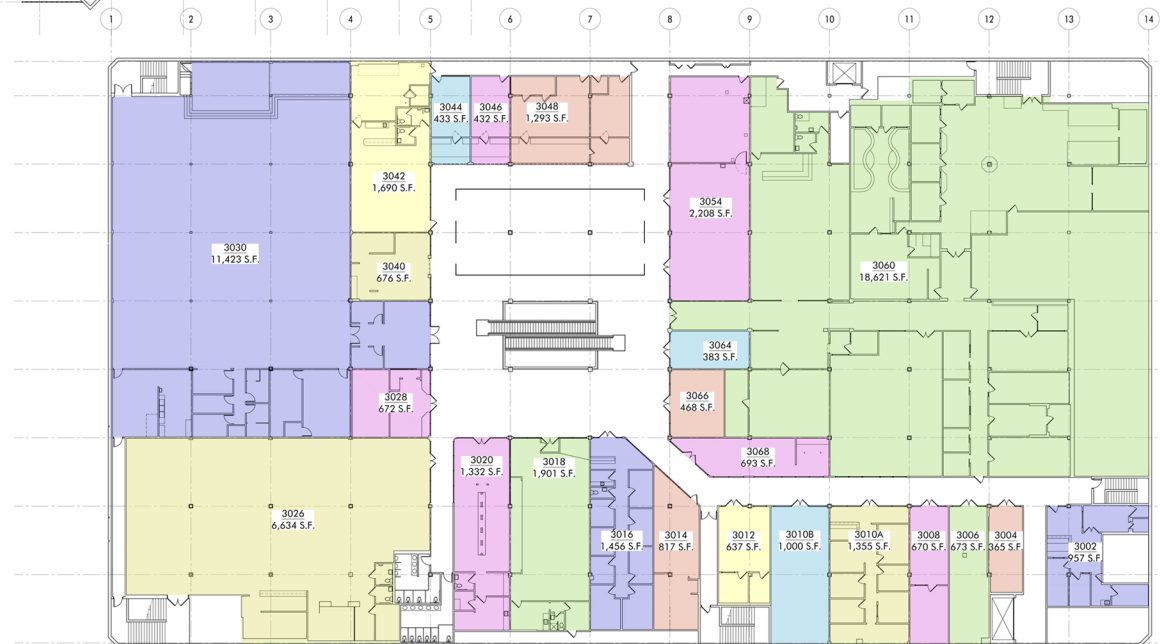 1 2 3 4 5 6 7 8 9 10 11 12 13 14
3044
433 S.F.
3046
432 S.F.
3048
1,293 S.F.
3042
1,690 S.F.
3054
2,208 S.F.
3030
11,423 S.F.
3040
676 S.F.
3060
18,621 S.F.
3064
383 S.F.
3028
672 S.F.
3066
468 S.F.
3068
693 S.F.
3020
1,332 S.F.
3018
1,901 S.F.
3026
6,634 S.F.
3016
1,456 S.F.
3014
817 S.F.
3012
637 S.F.
3010B
1,000 S.F.
3010A
1,355 S.F.
3008
670 S.F.
3006
673 S.F.
3004
365 S.F.
3002
957 S.F.